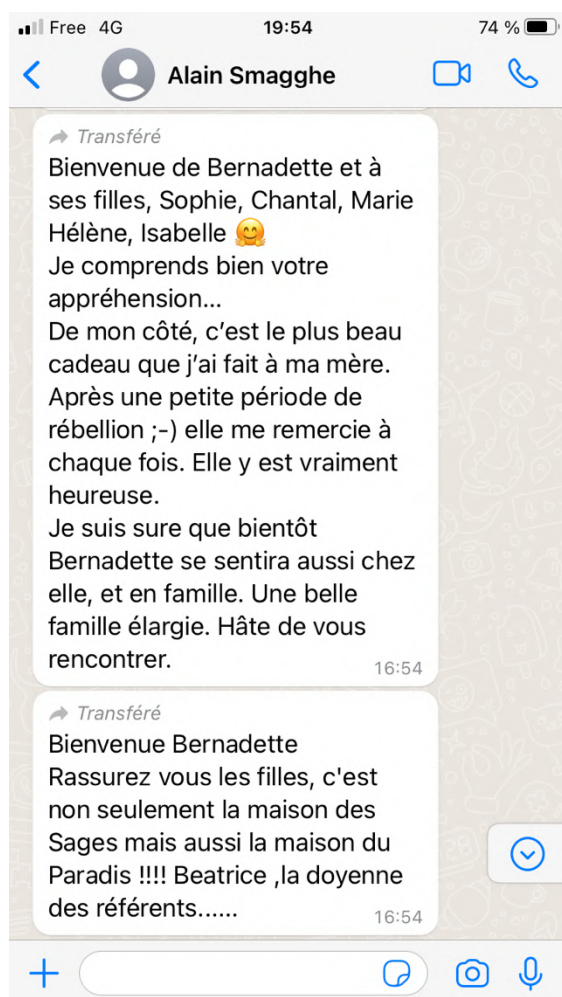 Free 4G 19:54 74 %
Alain Smagghe
Transféré
Bienvenue de Bernadette et à
ses filles, Sophie, Chantal, Marie
Hélène, Isabelle 🤗
Je comprends bien votre
appréhension...
De mon côté, c'est le plus beau
cadeau que j'ai fait à ma mère.
Après une petite période de
rébellion ;-) elle me remercie à
chaque fois. Elle y est vraiment
heureuse.
Je suis sure que bientôt
Bernadette se sentira aussi chez
elle, et en famille. Une belle
famille élargie. Hâte de vous
rencontrer.
16:54
Transféré
Bienvenue Bernadette
Rassurez vous les filles, c'est
non seulement la maison des
Sages mais aussi la maison du
Paradis !!!! Beatrice ,la doyenne
des référents......
16:54